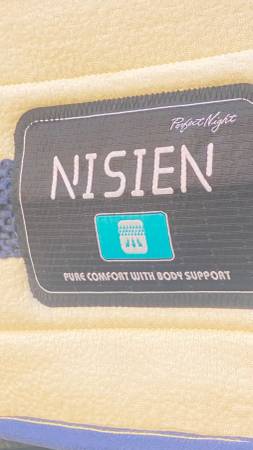 Perfect Night
NISIEN
PURE COMFORT WITH BODY SUPPORT